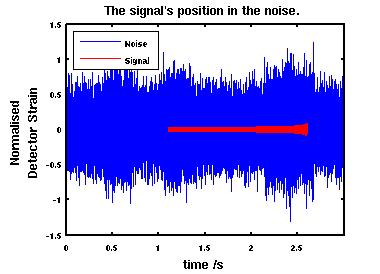 The signal's position in the noise.
1.5
Noise
Signal
1
0.5
0
-0.5
-1
-1.5
Normalised
Detector Strain
0 0.5 1 1.5 2 2.5
time /s